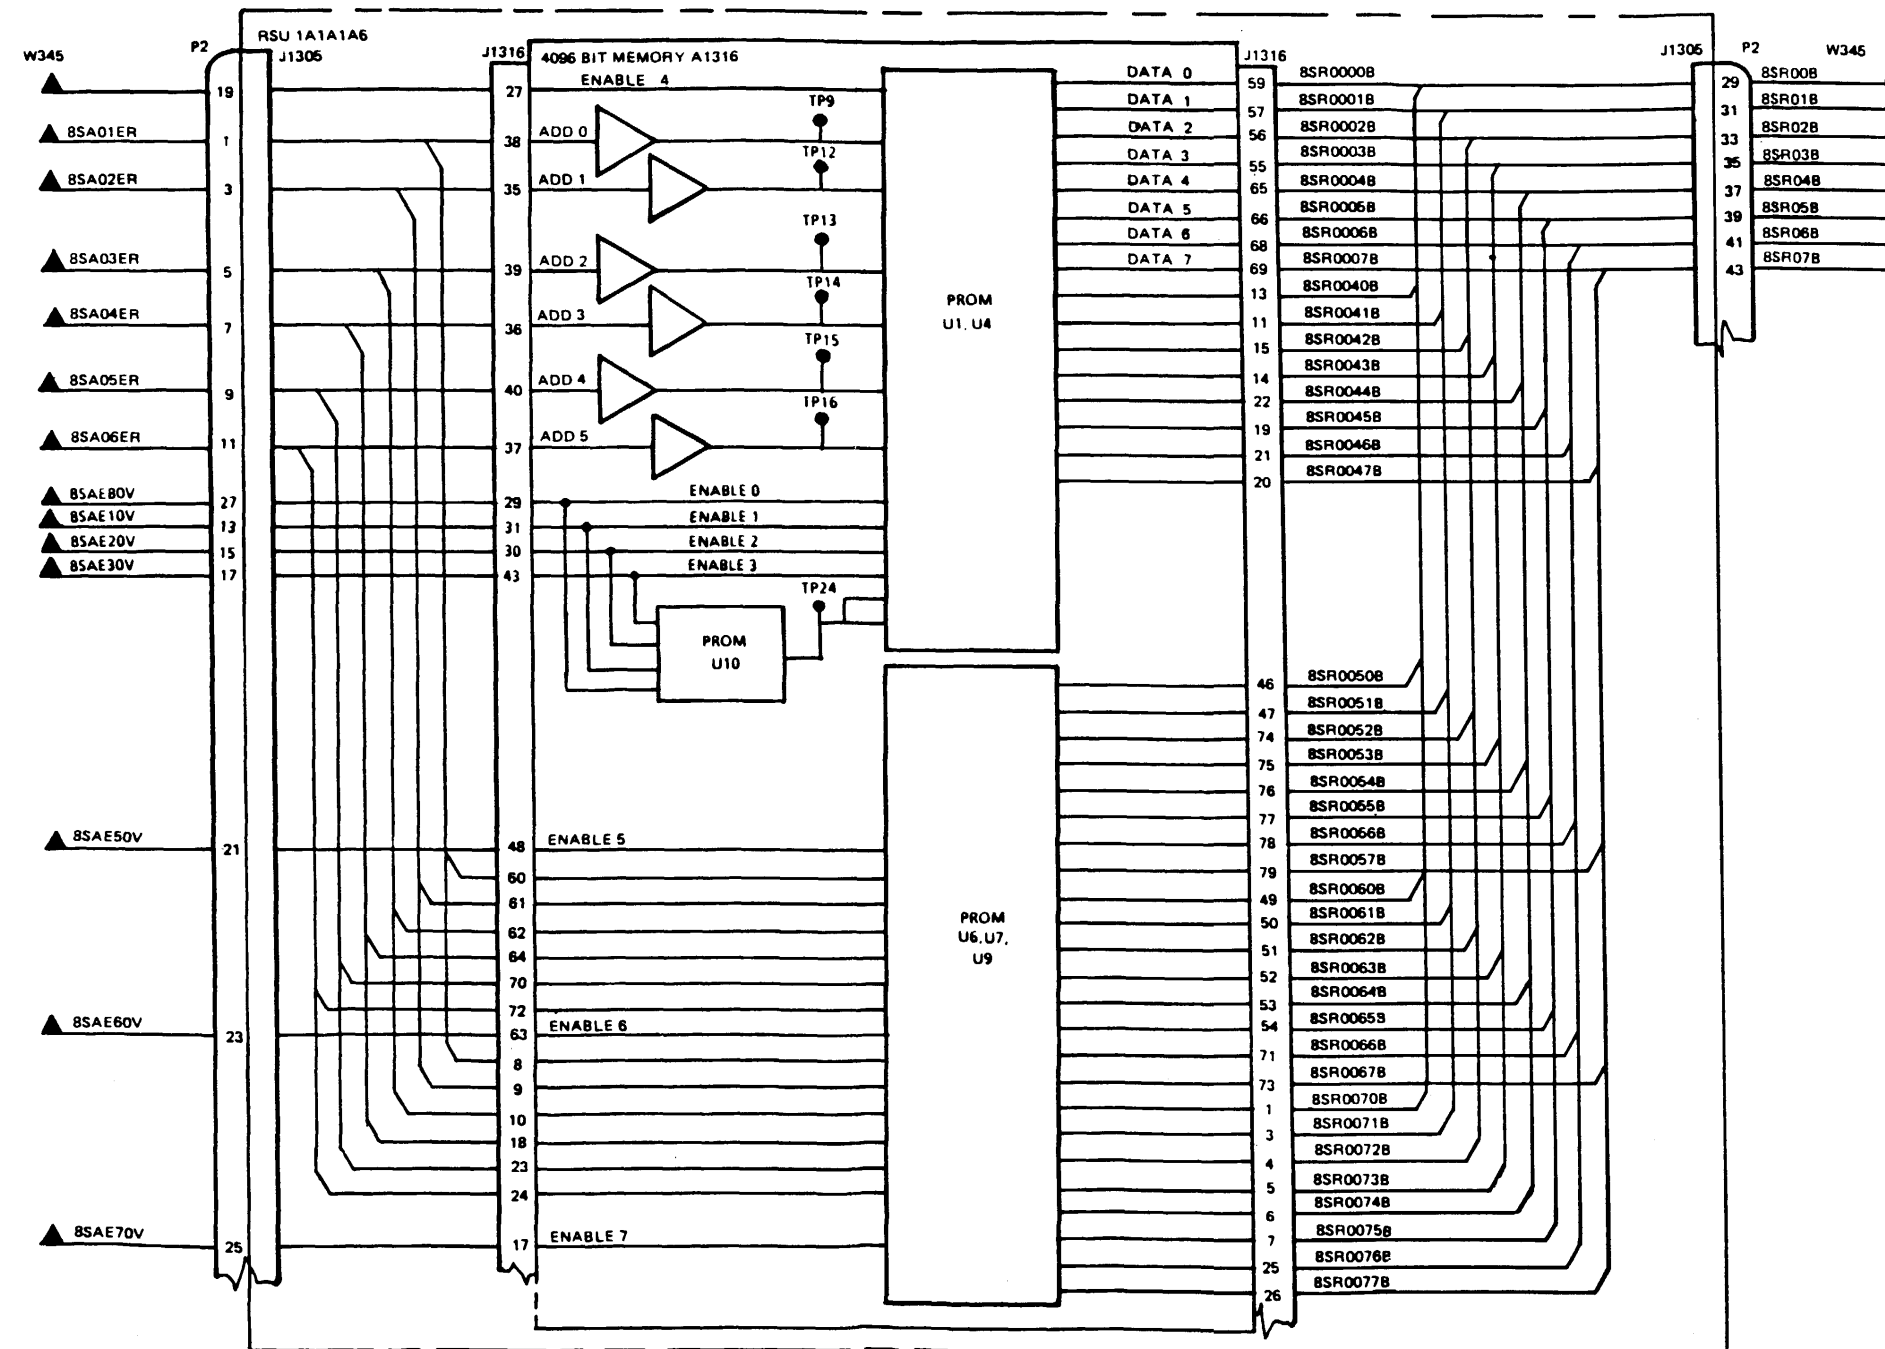 RSU 1A1A1A6
W345
P2
J1305
J1316
4096 BIT MEMORY A1316
J1316
J1305
P2
W345
19
27
ENABLE 4
DATA 0
59
8SR0000B
29
8SR00B
TP9
DATA 1
57
8SR0001B
31
8SR01B
8SA01ER
1
38
ADD 0
DATA 2
56
8SR0002B
33
8SR02B
TP12
DATA 3
55
8SR0003B
35
8SR03B
8SA02ER
3
35
ADD 1
DATA 4
65
8SR0004B
37
8SR04B
DATA 5
66
8SR0005B
39
8SR05B
TP13
DATA 6
68
8SR0006B
41
8SR06B
8SA03ER
5
39
ADD 2
DATA 7
69
8SR0007B
43
8SR07B
TP14
13
8SR0040B
PROM
U1, U4
8SA04ER
7
36
ADD 3
11
8SR0041B
TP15
15
8SR0042B
14
8SR0043B
8SA05ER
9
40
ADD 4
22
8SR0044B
TP16
19
8SR0045B
8SA06ER
11
37
ADD 5
21
8SR0046B
20
8SR0047B
8SAE80V
27
29
ENABLE 0
8SAE10V
13
31
ENABLE 1
8SAE20V
15
30
ENABLE 2
8SAE30V
17
43
ENABLE 3
TP24
PROM
U10
46
8SR0050B
47
8SR0051B
74
8SR0052B
75
8SR0053B
76
8SR0054B
77
8SR0055B
8SAE50V
21
48
ENABLE 5
78
8SR0056B
60
79
8SR0057B
61
49
8SR0060B
PROM
U6, U7,
U9
62
50
8SR0061B
64
51
8SR0062B
70
52
8SR0063B
72
53
8SR0064B
8SAE60V
23
63
ENABLE 6
54
8SR0065B
8
71
8SR0066B
9
73
8SR0067B
10
1
8SR0070B
18
3
8SR0071B
23
4
8SR0072B
24
5
8SR0073B
6
8SR0074B
8SAE70V
25
17
ENABLE 7
7
8SR0075B
25
8SR0076B
26
8SR0077B